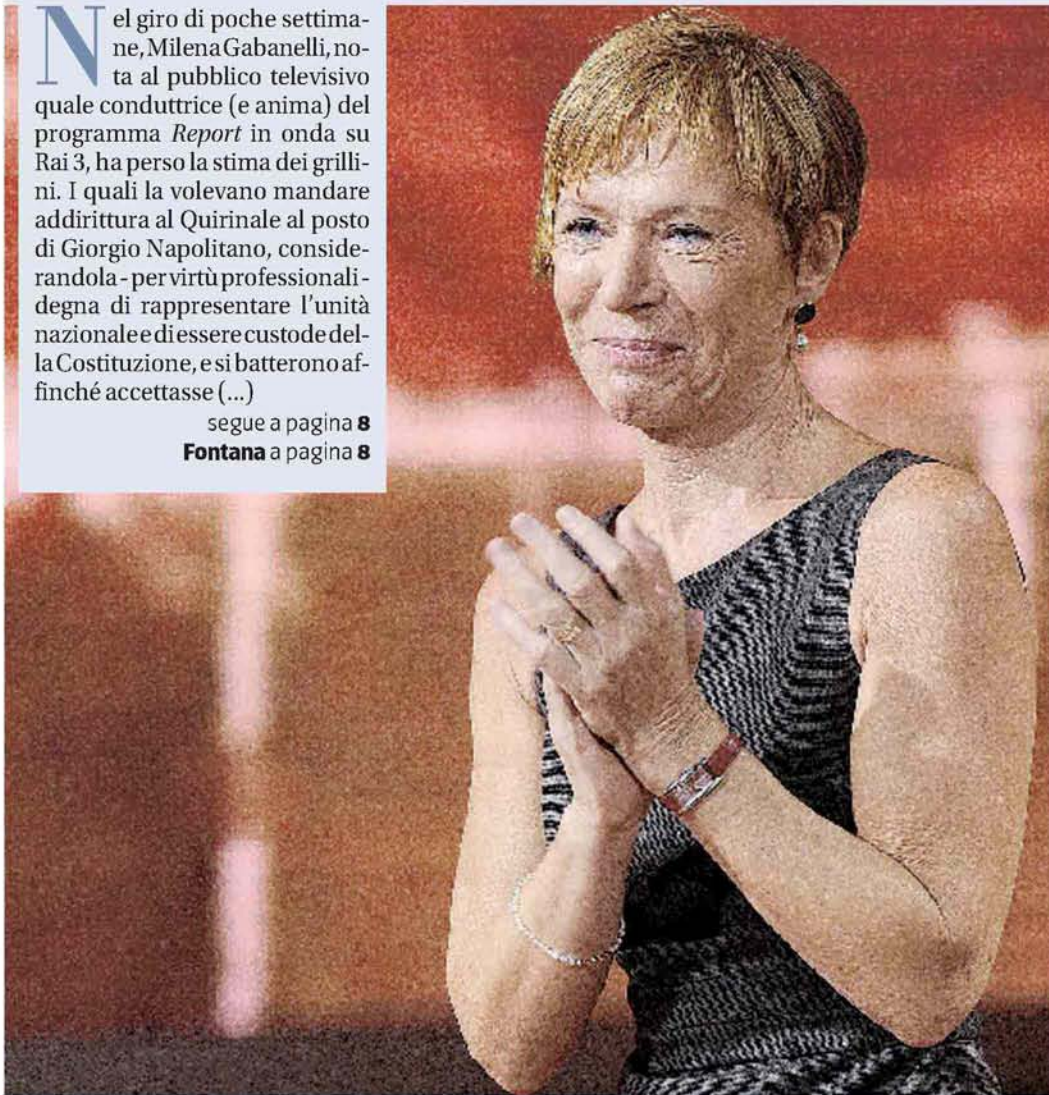 Nel giro di poche settima-
ne, Milena Gabanelli, no-
ta al pubblico televisivo
quale conduttrice (e anima) del
programma Report in onda su
Rai 3, ha perso la stima dei grilli-
ni. I quali la volevano mandare
addirittura al Quirinale al posto
di Giorgio Napolitano, conside-
randola - per virtù professionali -
degna di rappresentare l'unità
nazionale e di essere custode del-
la Costituzione, e si batterono af-
finché accettasse (...)
segue a pagina 8
Fontana a pagina 8